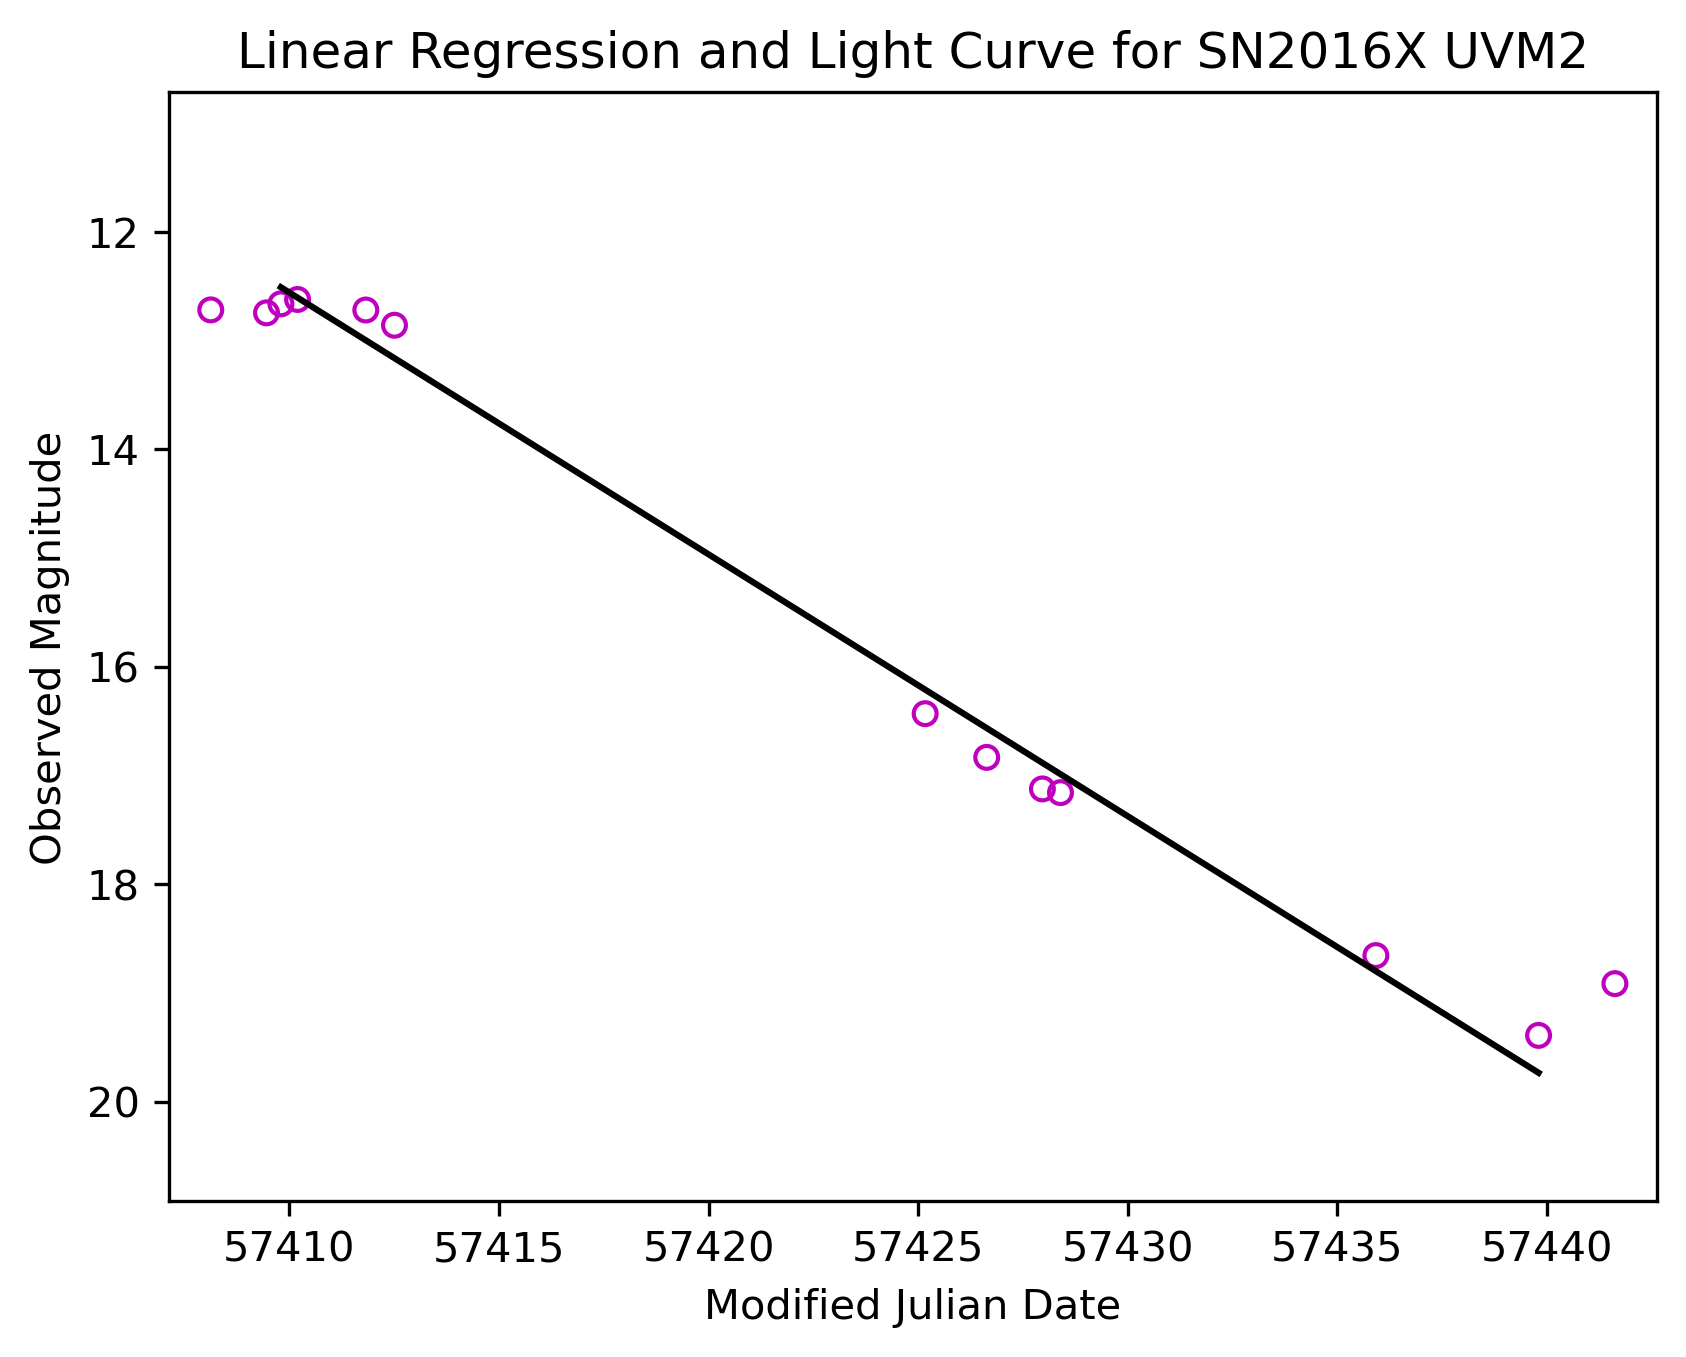 Linear Regression and Light Curve for SN2016X UVM2
12
14
16
18
20
Observed Magnitude
57410 57415 57420 57425 57430 57435 57440
Modified Julian Date